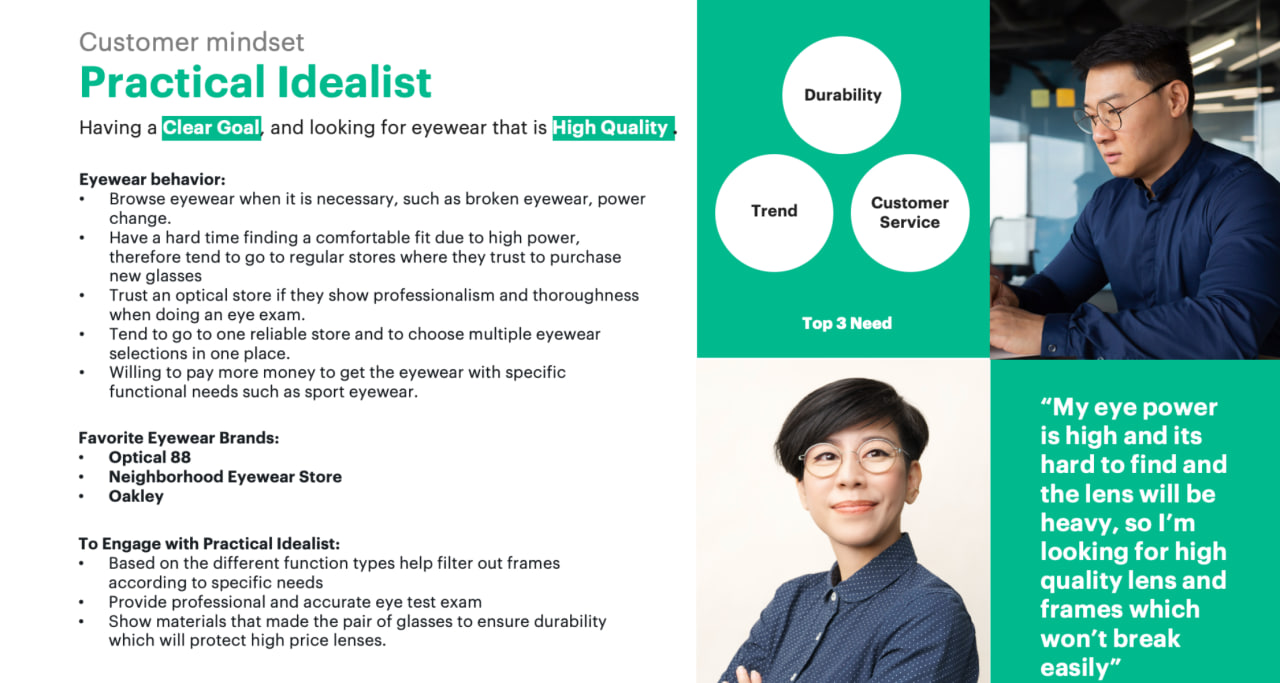 Customer mindset
Practical Idealist
Having a Clear Goal, and looking for eyewear that is High Quality .
Eyewear behavior:
• Browse eyewear when it is necessary, such as broken eyewear, power
change.
• Have a hard time finding a comfortable fit due to high power,
therefore tend to go to regular stores where they trust to purchase
new glasses
• Trust an optical store if they show professionalism and thoroughness
when doing an eye exam.
• Tend to go to one reliable store and to choose multiple eyewear
selections in one place.
• Willing to pay more money to get the eyewear with specific
functional needs such as sport eyewear.
Favorite Eyewear Brands:
• Optical 88
• Neighborhood Eyewear Store
• Oakley
To Engage with Practical Idealist:
• Based on the different function types help filter out frames
according to specific needs
• Provide professional and accurate eye test exam
• Show materials that made the pair of glasses to ensure durability
which will protect high price lenses.
Durability
Trend
Customer
Service
Top 3 Need
“My eye power
is high and its
hard to find and
the lens will be
heavy, so I’m
looking for high
quality lens and
frames which
won’t break
easily”